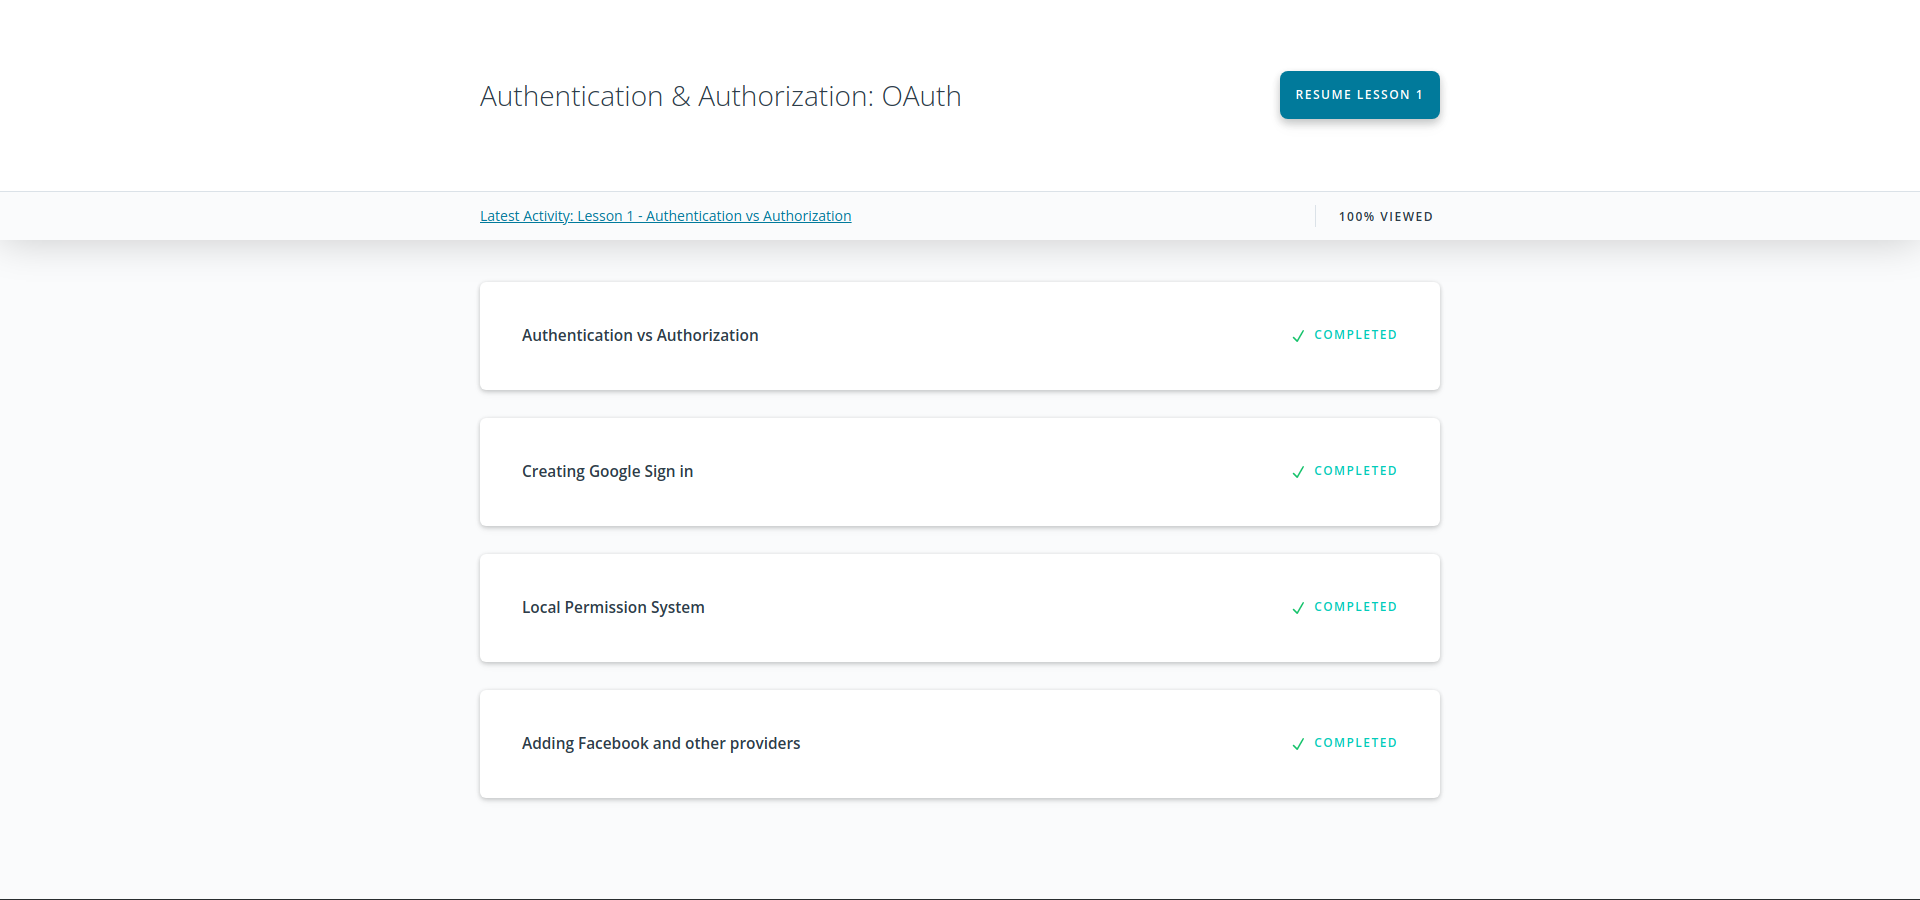 Authentication & Authorization: OAuth
RESUME LESSON 1
Latest Activity: Lesson 1 - Authentication vs Authorization
100% VIEWED
Authentication vs Authorization
COMPLETED
Creating Google Sign in
COMPLETED
Local Permission System
COMPLETED
Adding Facebook and other providers
COMPLETED